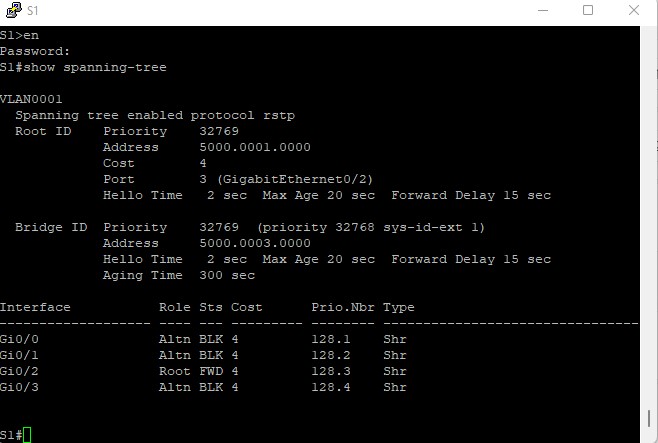 S1
S1>en
Password:
S1#show spanning-tree
VLAN0001
  Spanning tree enabled protocol rstp
  Root ID    Priority    32769
             Address     5000.0001.0000
             Cost        4
             Port        3 (GigabitEthernet0/2)
             Hello Time   2 sec  Max Age 20 sec  Forward Delay 15 sec
  Bridge ID  Priority    32769  (priority 32768 sys-id-ext 1)
             Address     5000.0003.0000
             Hello Time   2 sec  Max Age 20 sec  Forward Delay 15 sec
             Aging Time  300 sec
Interface           Role Sts Cost      Prio.Nbr Type
------------------- ---- --- --------- -------- --------------------------------
Gi0/0               Altn BLK 4         128.1    Shr
Gi0/1               Altn BLK 4         128.2    Shr
Gi0/2               Root FWD 4         128.3    Shr
Gi0/3               Altn BLK 4         128.4    Shr
S1#